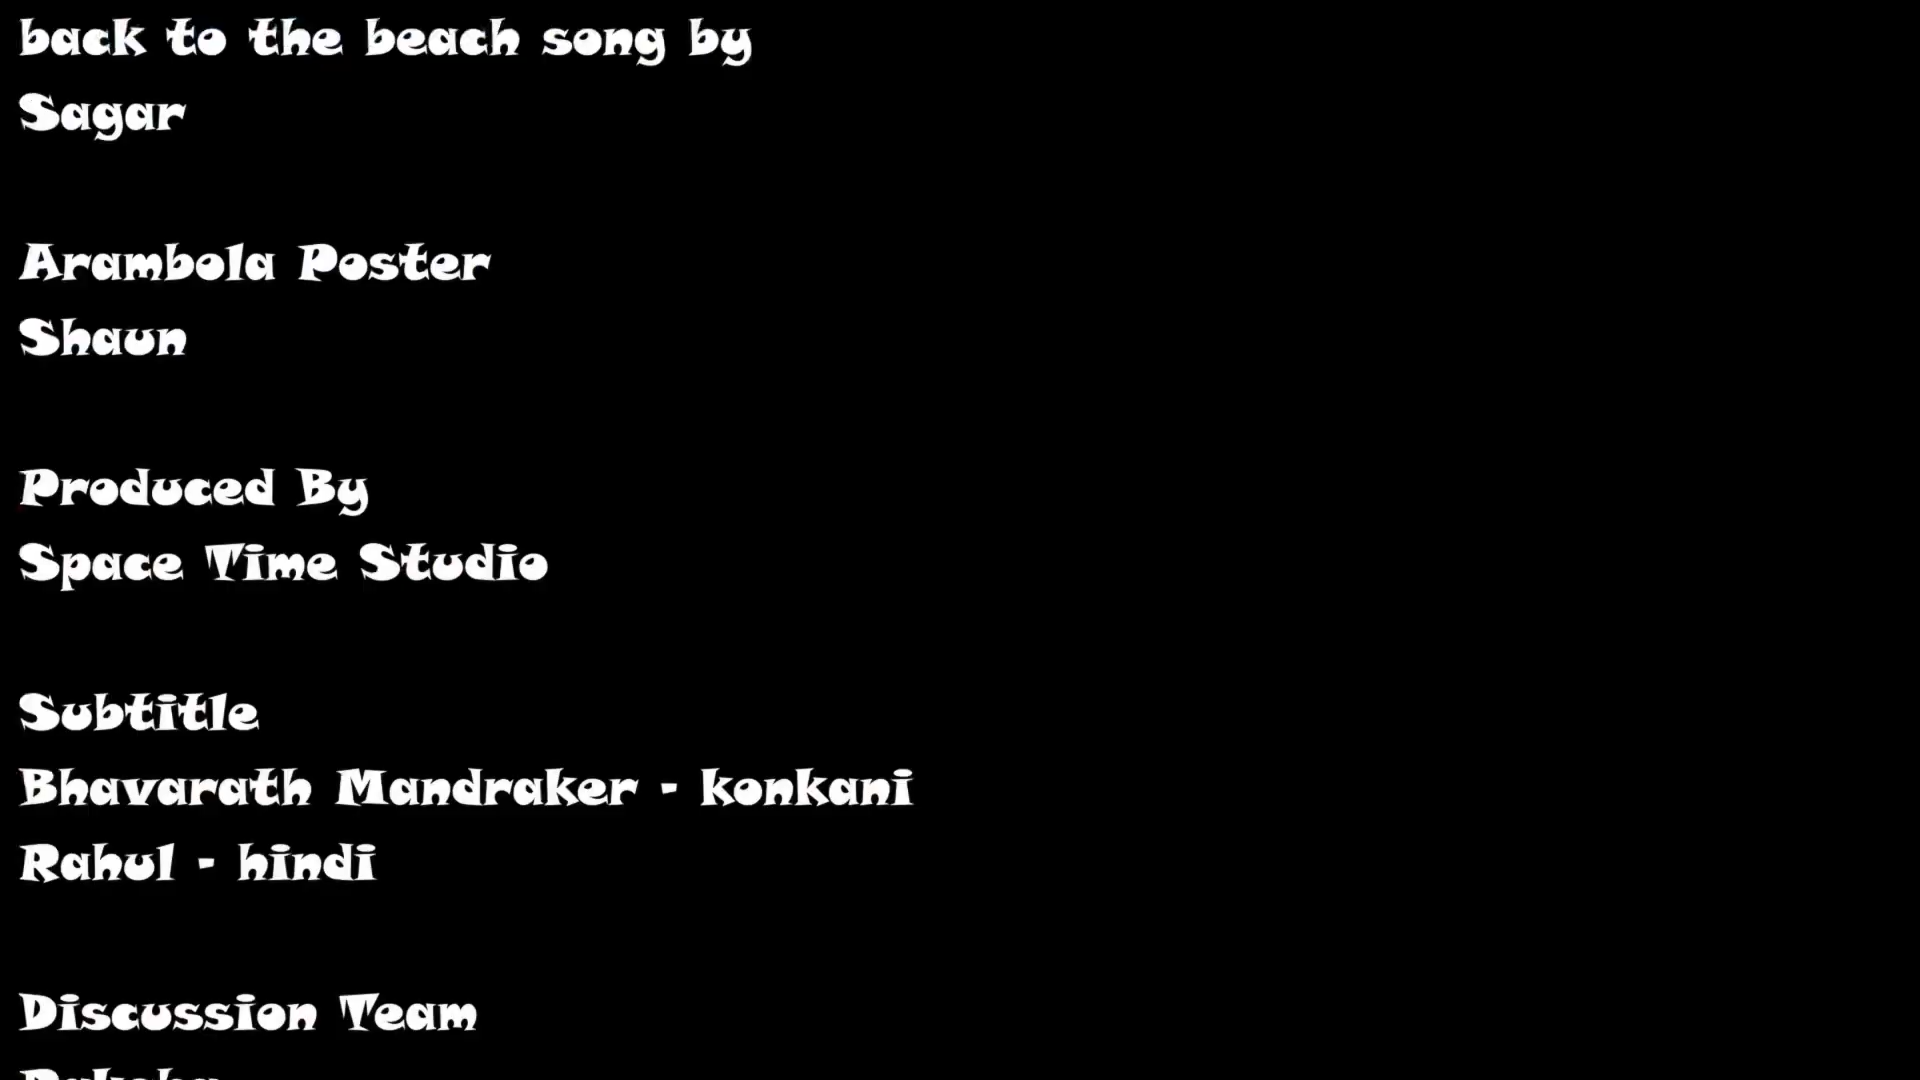 back to the beach song by
Sagar
Arambola Poster
Shaun
Produced By
Space Time Studio
Subtitle
Bhavarath Mandraker - konkani
Rahul - hindi
Discussion Team